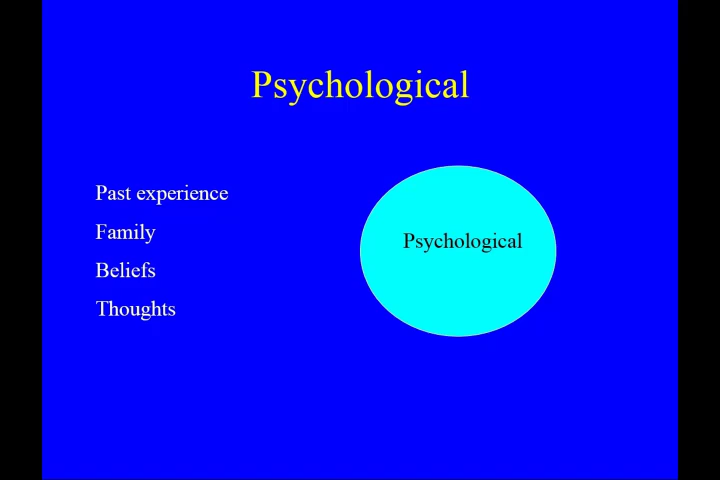 Psychological
Past experience
Family
Beliefs
Thoughts
Psychological